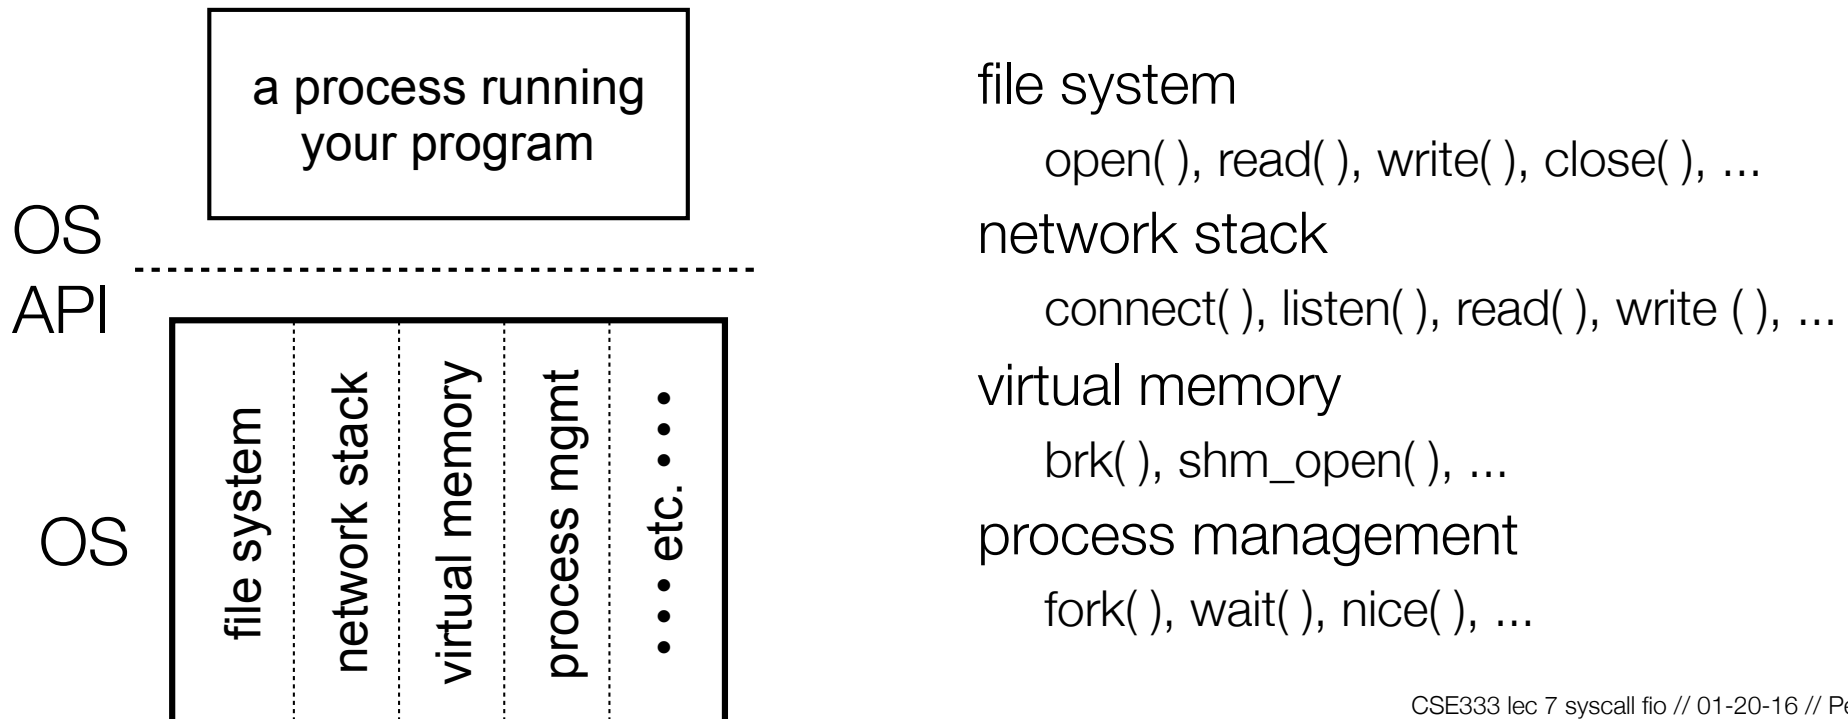 a process running
your program
OS
API
OS
file system
network stack
virtual memory
process mgmt
• • • etc. • • •
file system
open( ), read( ), write( ), close( ), ...
network stack
connect( ), listen( ), read( ), write ( ), ...
virtual memory
brk( ), shm_open( ), ...
process management
fork( ), wait( ), nice( ), ...
CSE333 lec 7 syscall fio // 01-20-16 // Pe